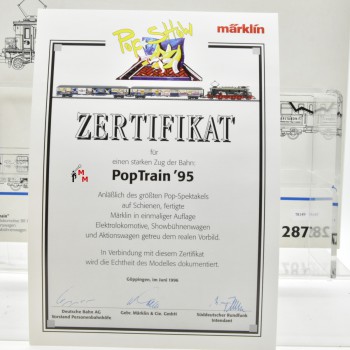 Pop Show
märklin
ZERTIFIKAT
für
einen starken Zug der Bahn:
PopTrain '95
M
M
Anläßlich des größten Pop-Spektakels
auf Schienen, fertigte
Märklin in einmaliger Auflage
Elektrolokomotive, Showbühnenwagen
und Aktionswagen getreu dem realen Vorbild.
In Verbindung mit diesem Zertifikat
wird die Echtheit des Modelles dokumentiert.
Göppingen, im Juni 1996
Deutsche Bahn AG
Vorstand Personenbahnhöfe
Gebr. Märklin & Cie. GmbH
Süddeutscher Rundfunk
Intendant
287